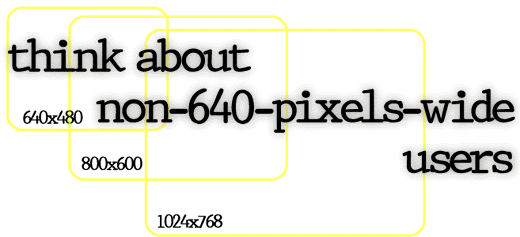 think about
non-640-pixels-wide
640x480
users
800x600
1024x768